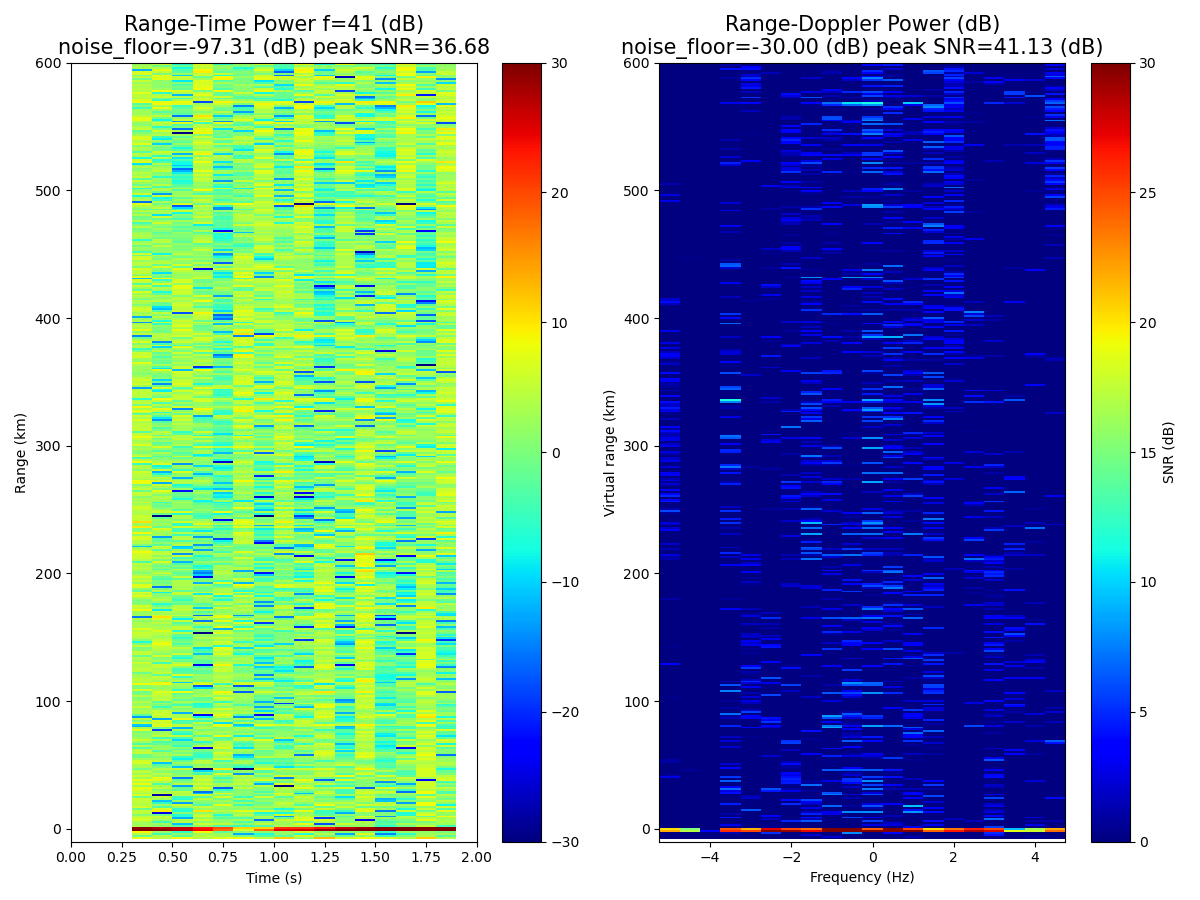 Range-Time Power f=41 (dB)
noise_floor=-97.31 (dB) peak SNR=36.68
600
500
400
300
200
100
0
Range (km)
0.00 0.25 0.50 0.75 1.00 1.25 1.50 1.75 2.00
Time (s)
30
20
10
0
−10
−20
−30
Range-Doppler Power (dB)
noise_floor=-30.00 (dB) peak SNR=41.13 (dB)
600
500
400
300
200
100
0
Virtual range (km)
−4 −2 0 2 4
Frequency (Hz)
30
25
20
15
10
5
0
SNR (dB)